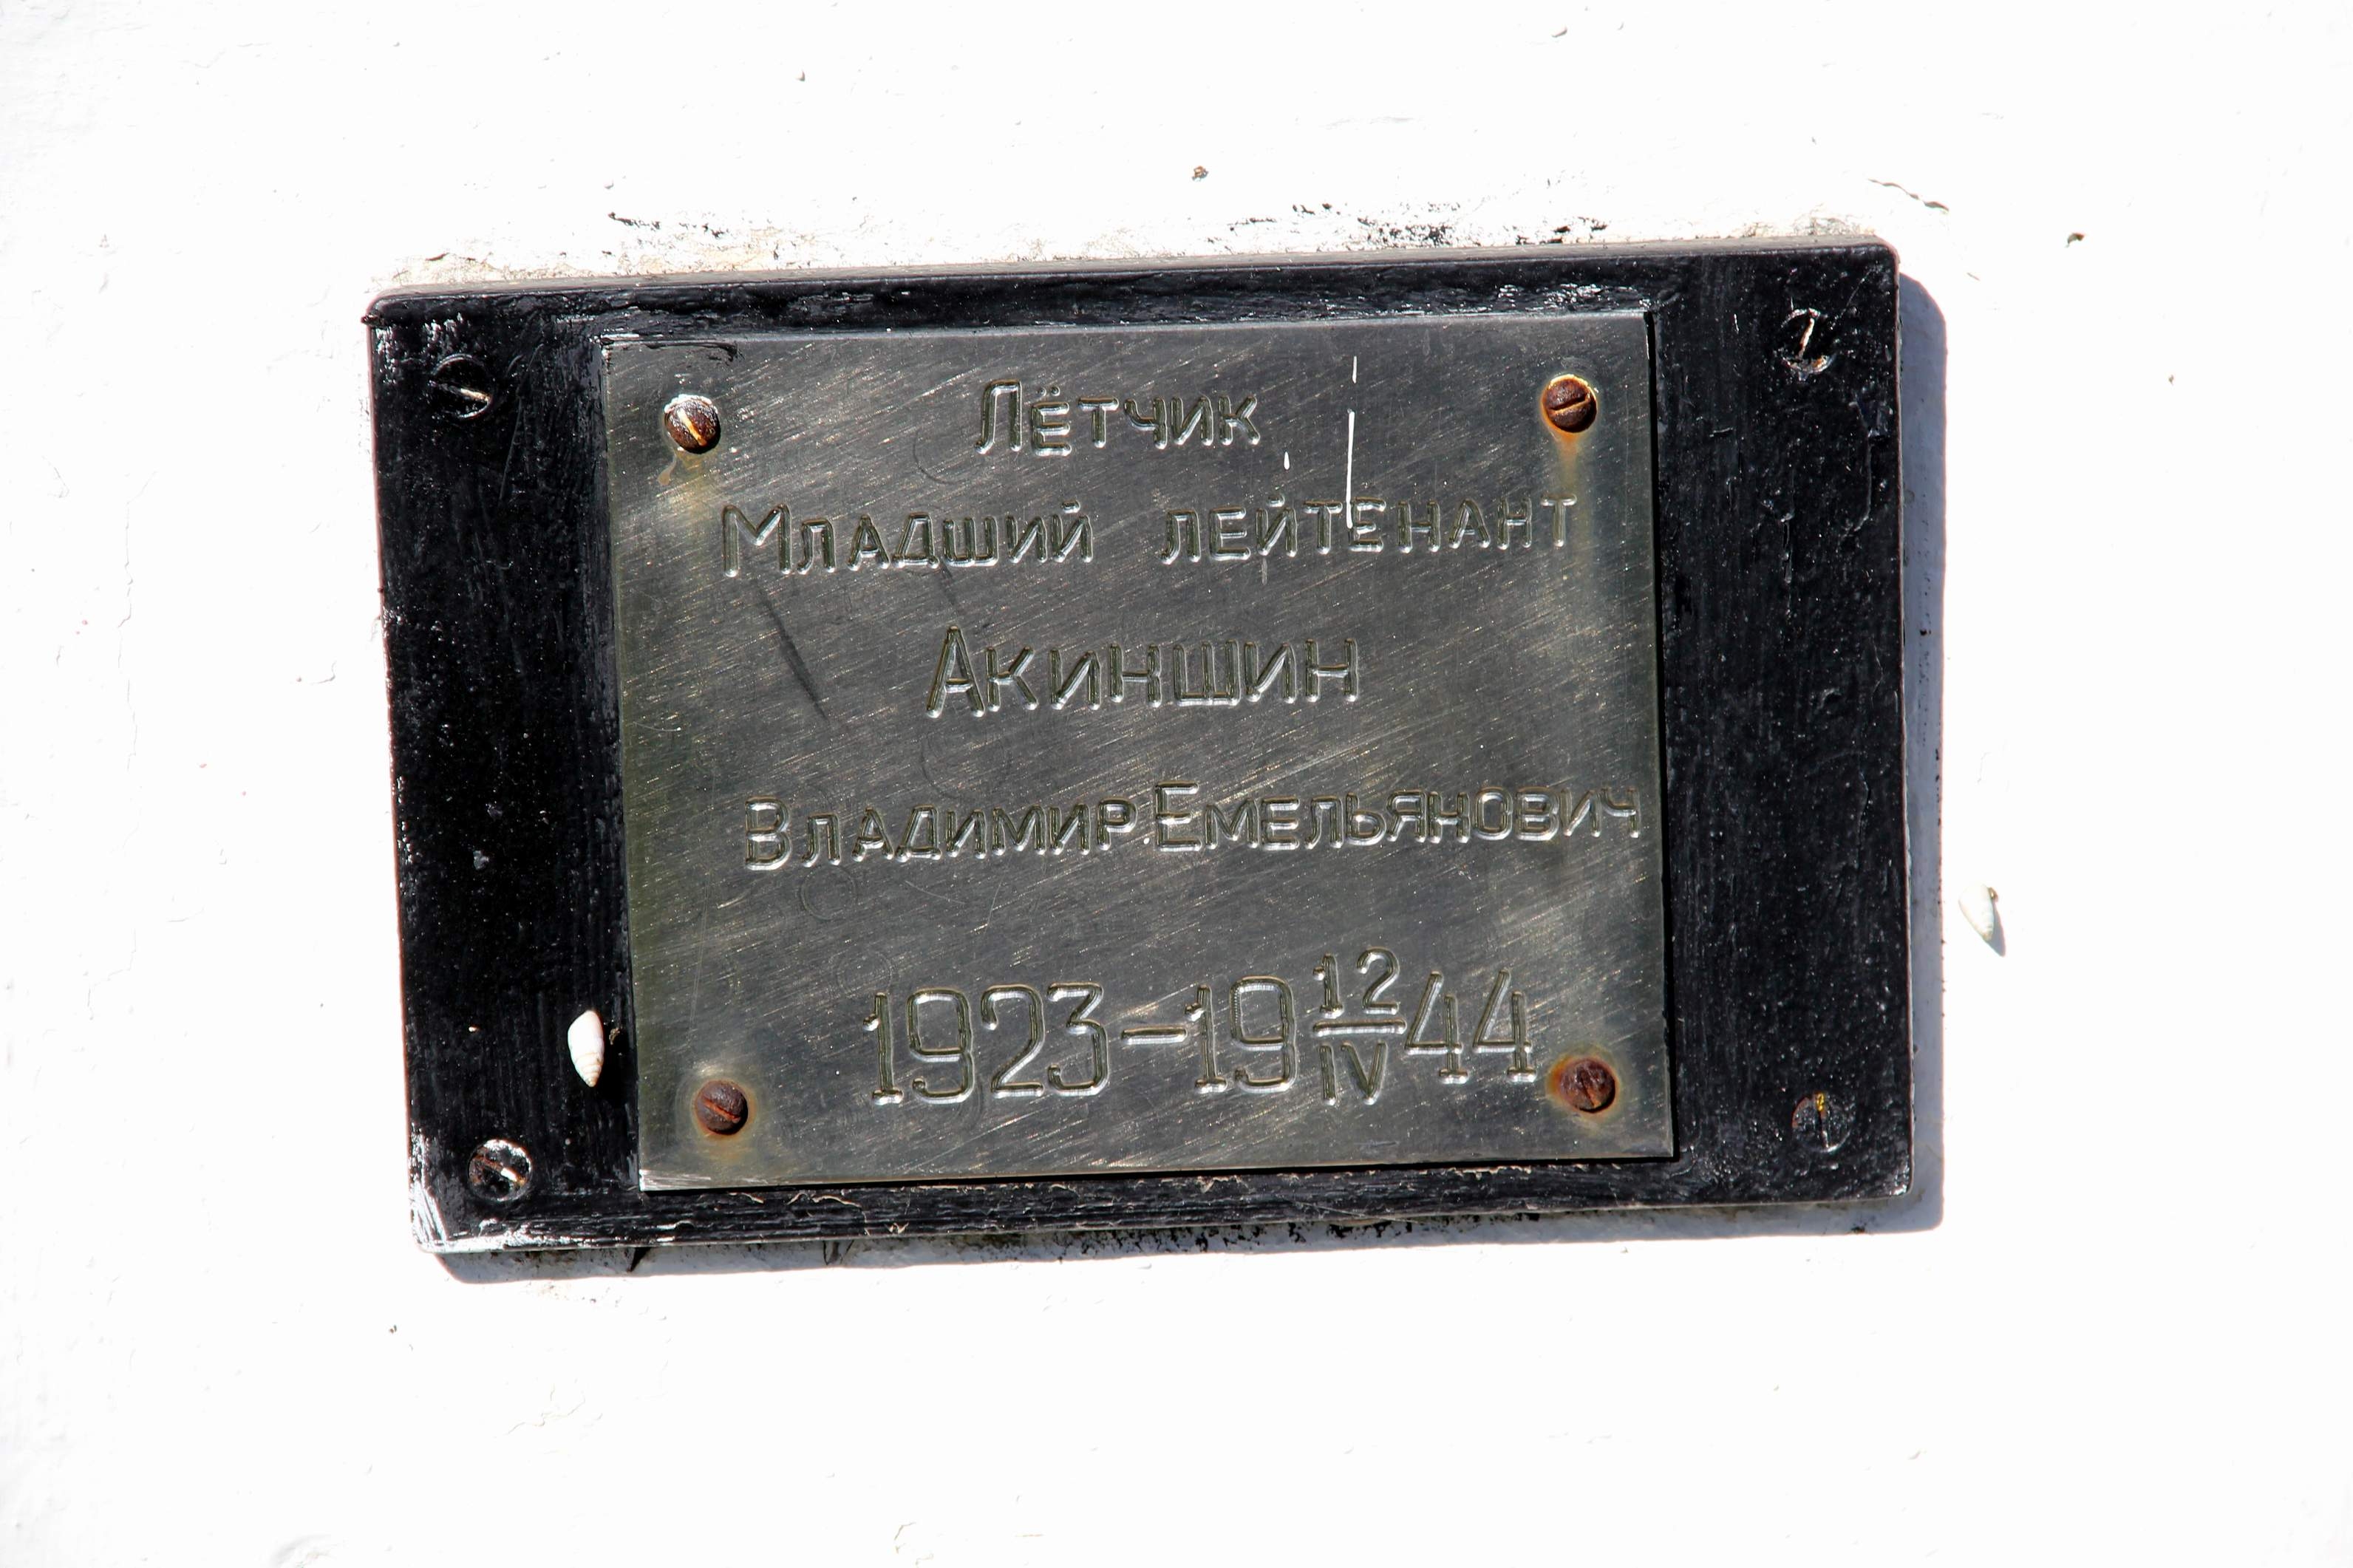 Лётчик
Младший лейтенант
Акиншин
Владимир Емельянович
1923-19 12/IV 44